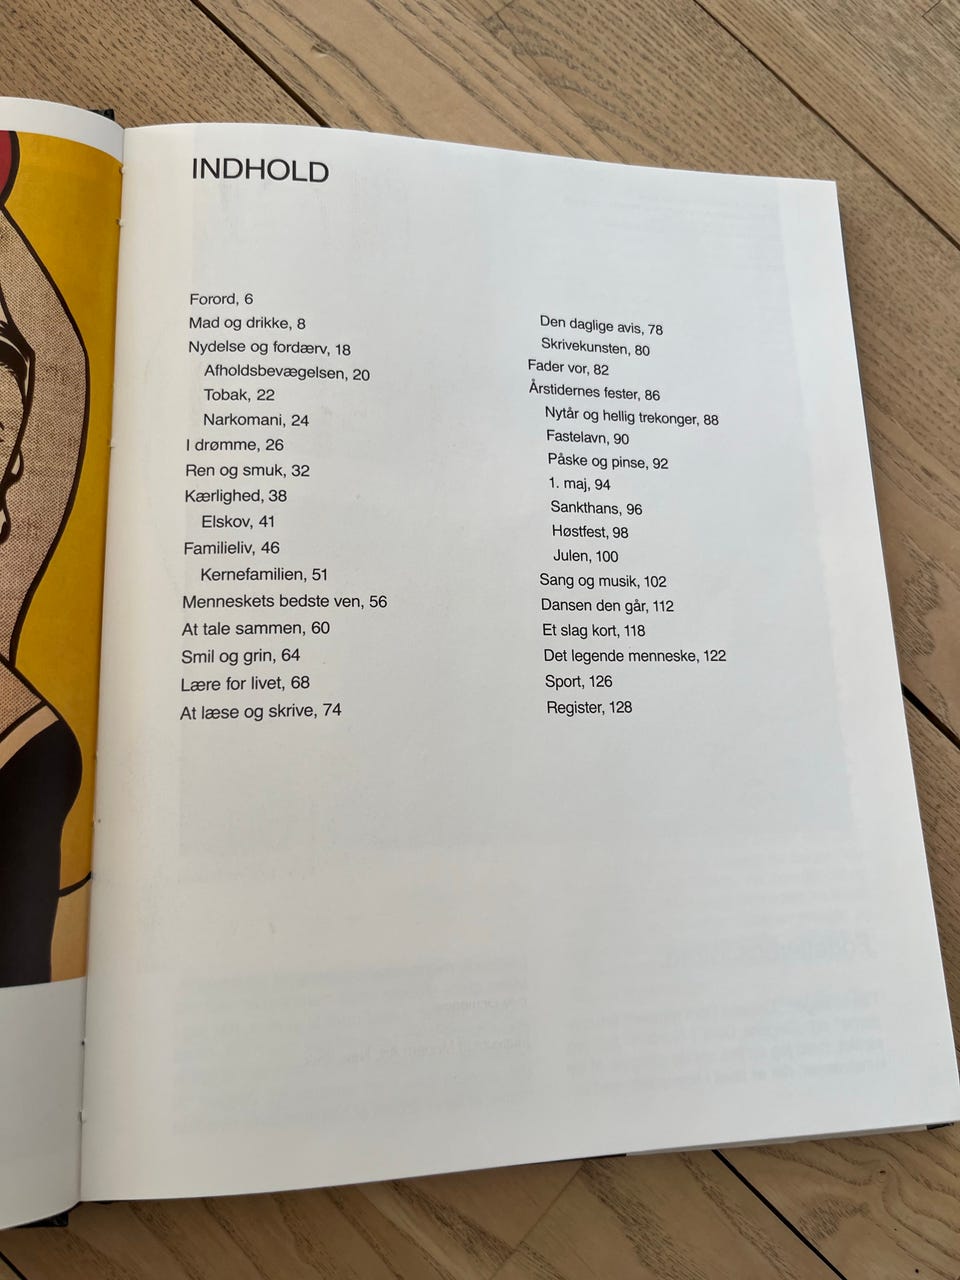 INDHOLD
Forord, 6
Mad og drikke, 8
Nydelse og fordærv, 18
Afholdsbevægelsen, 20
Tobak, 22
Narkomani, 24
I drømme, 26
Ren og smuk, 32
Kærlighed, 38
Elskov, 41
Familieliv, 46
Kernefamilien, 51
Menneskets bedste ven, 56
At tale sammen, 60
Smil og grin, 64
Lære for livet, 68
At læse og skrive, 74
Den daglige avis, 78
Skrivekunsten, 80
Fader vor, 82
Årstidernes fester, 86
Nytår og hellig trekonger, 88
Fastelavn, 90
Påske og pinse, 92
1. maj, 94
Sankthans, 96
Høstfest, 98
Julen, 100
Sang og musik, 102
Dansen den går, 112
Et slag kort, 118
Det legende menneske, 122
Sport, 126
Register, 128